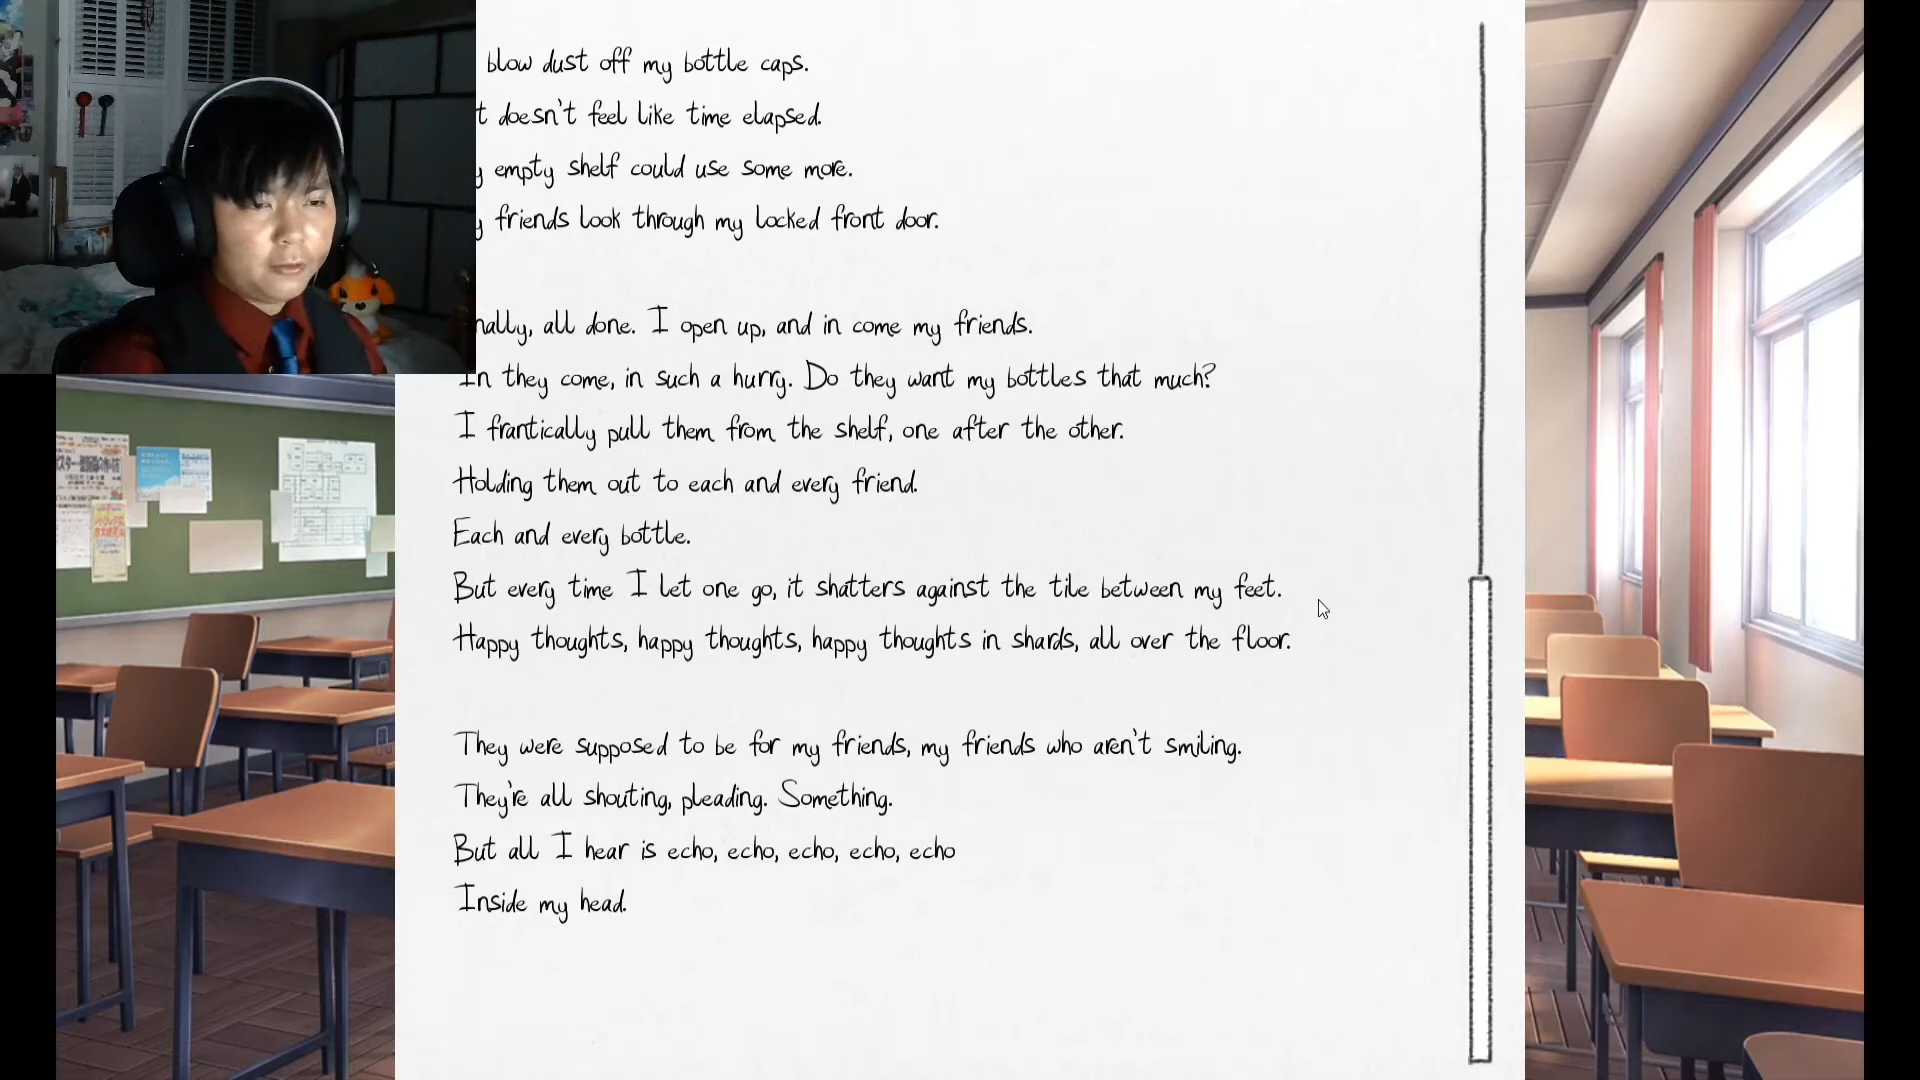 blow dust off my bottle caps.
t doesn't feel like time elapsed.
y empty shelf could use some more.
y friends look through my locked front door.
nally, all done. I open up, and in come my friends.
In they come, in such a hurry. Do they want my bottles that much?
I frantically pull them from the shelf, one after the other.
Holding them out to each and every friend.
Each and every bottle.
But every time I let one go, it shatters against the tile between my feet.
Happy thoughts, happy thoughts, happy thoughts in shards, all over the floor.
They were supposed to be for my friends, my friends who aren't smiling.
They're all shouting, pleading. Something.
But all I hear is echo, echo, echo, echo, echo
Inside my head.